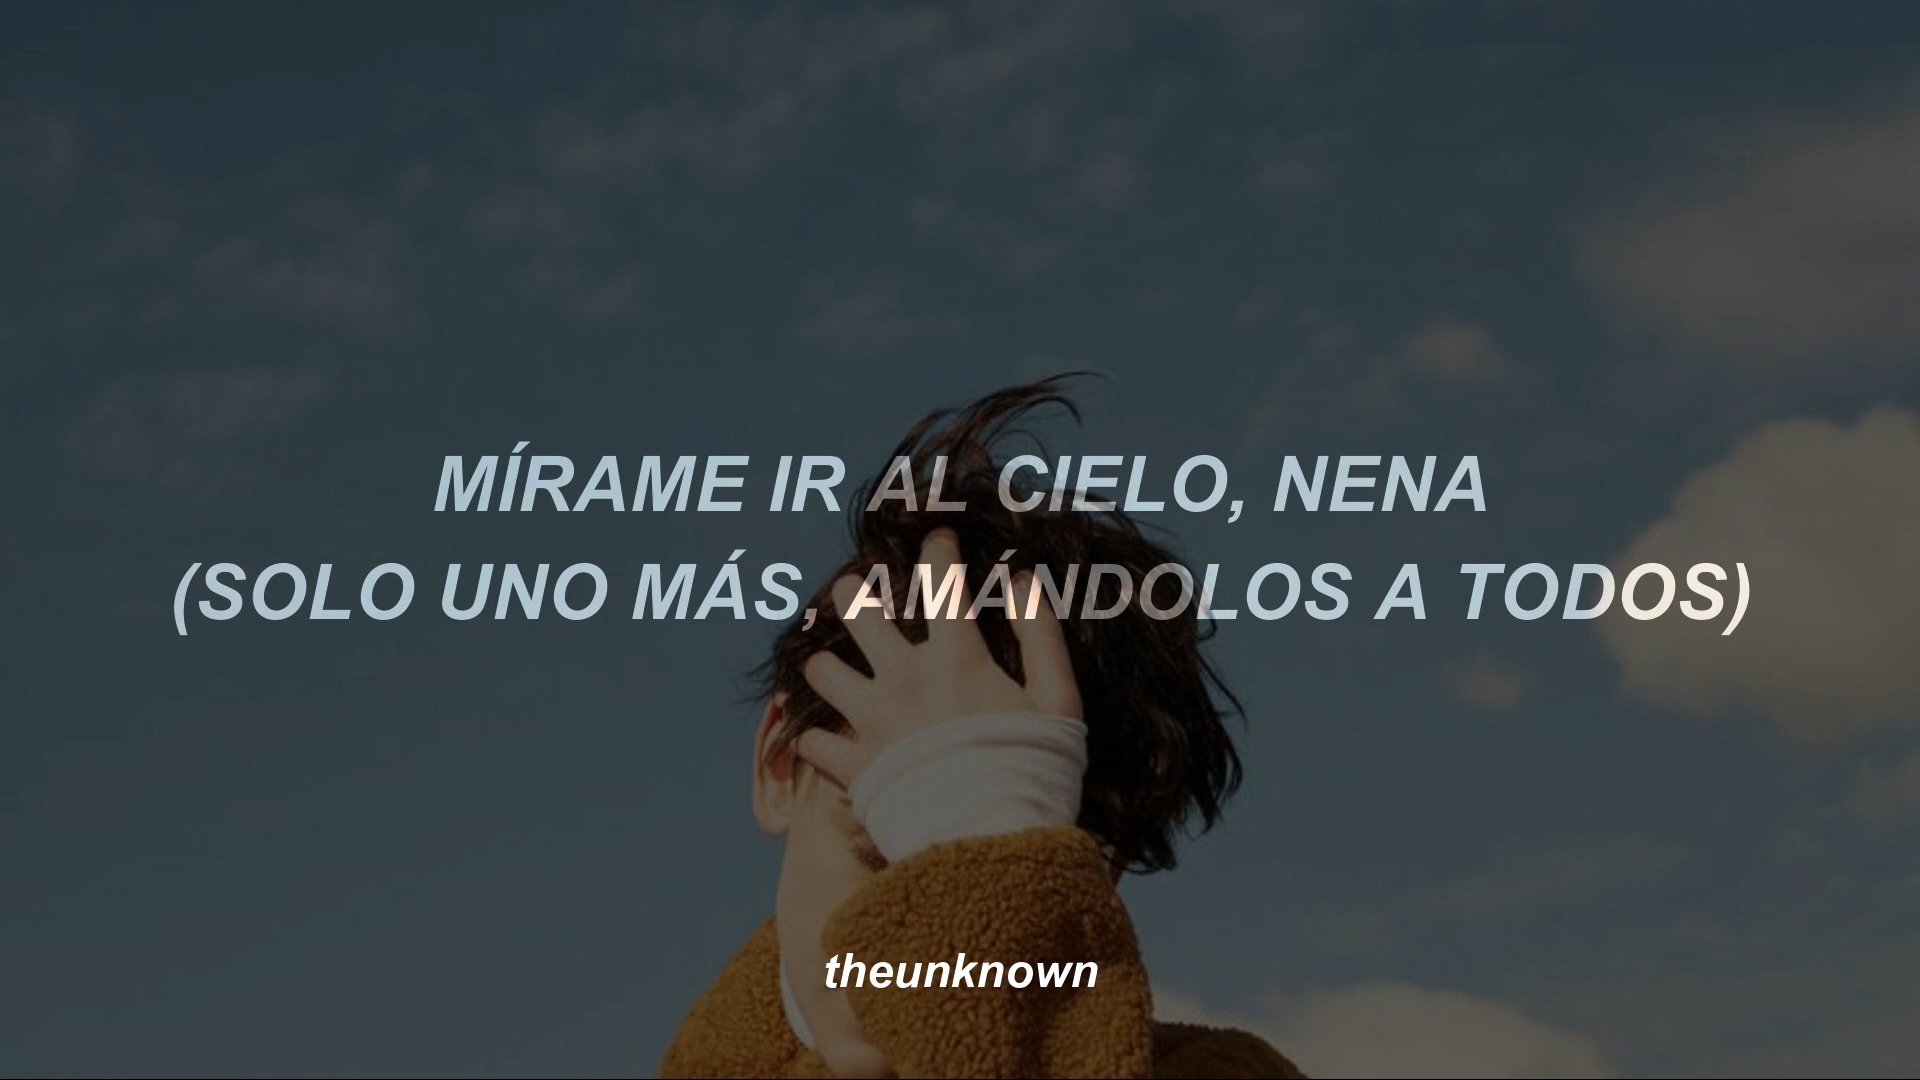 MÍRAME IR AL CIELO, NENA
(SOLO UNO MÁS, AMÁNDOLOS A TODOS)
theunknown